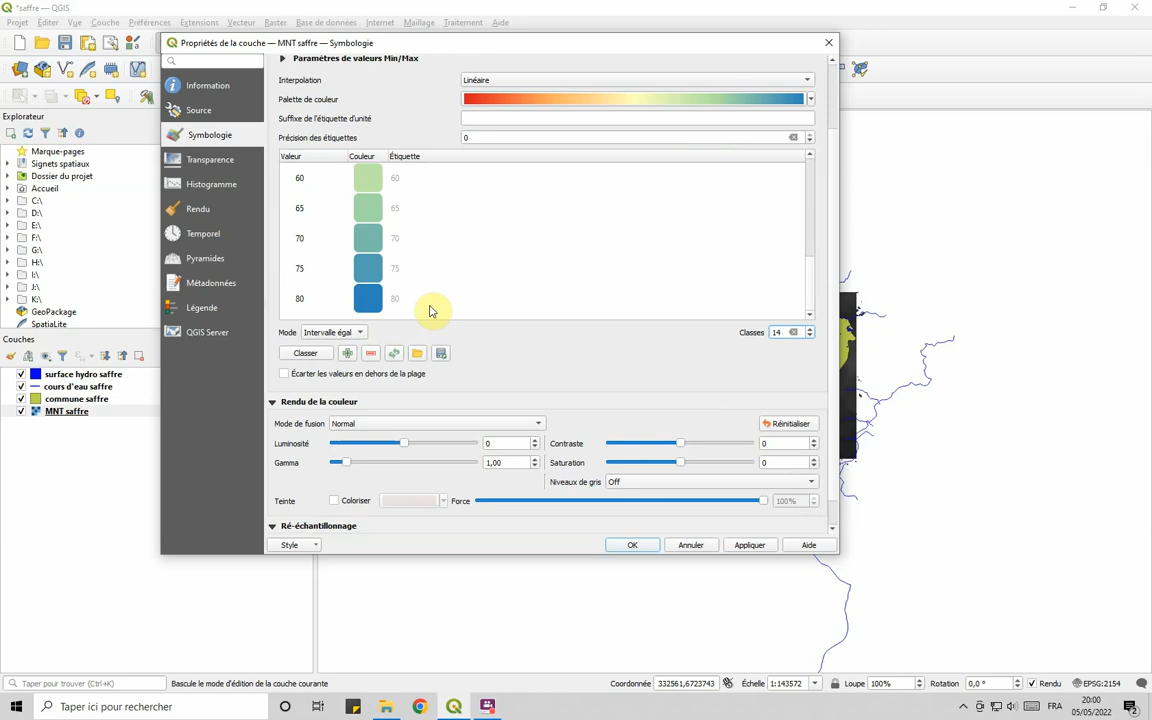 *saffre — QGIS
Projet Éditer Vue Couche Préférences Extensions Vecteur Raster Base de données Internet Maillage Traitement Aide
Propriétés de la couche — MNT saffre — Symbologie
Explorateur
Marque-pages
Signets spatiaux
Dossier du projet
Accueil
C:\
D:\
E:\
F:\
G:\
H:\
I:\
J:\
K:\
GeoPackage
SpatiaLite
Couches
surface hydro saffre
cours d'eau saffre
commune saffre
MNT saffre
Information
Source
Symbologie
Transparence
Histogramme
Rendu
Temporel
Pyramides
Métadonnées
Légende
QGIS Server
Paramètres de valeurs Min/Max
Interpolation Linéaire
Palette de couleur
Suffixe de l'étiquette d'unité
Précision des étiquettes 0
Valeur Couleur Étiquette
60 60
65 65
70 70
75 75
80 80
Mode Intervalle égal Classes 14
Classer
Écarter les valeurs en dehors de la plage
Rendu de la couleur
Mode de fusion Normal Réinitialiser
Luminosité 0 Contraste 0
Gamma 1,00 Saturation 0
Niveaux de gris Off
Teinte Coloriser Force 100%
Ré-échantillonnage
Style OK Annuler Appliquer Aide
Taper pour trouver (Ctrl+K) Bascule le mode d'édition de la couche courante Coordonnée 332561,6723743 Échelle 1:143572 Loupe 100% Rotation 0,0 ° Rendu EPSG:2154
Taper ici pour rechercher FRA 20:00
05/05/2022 2